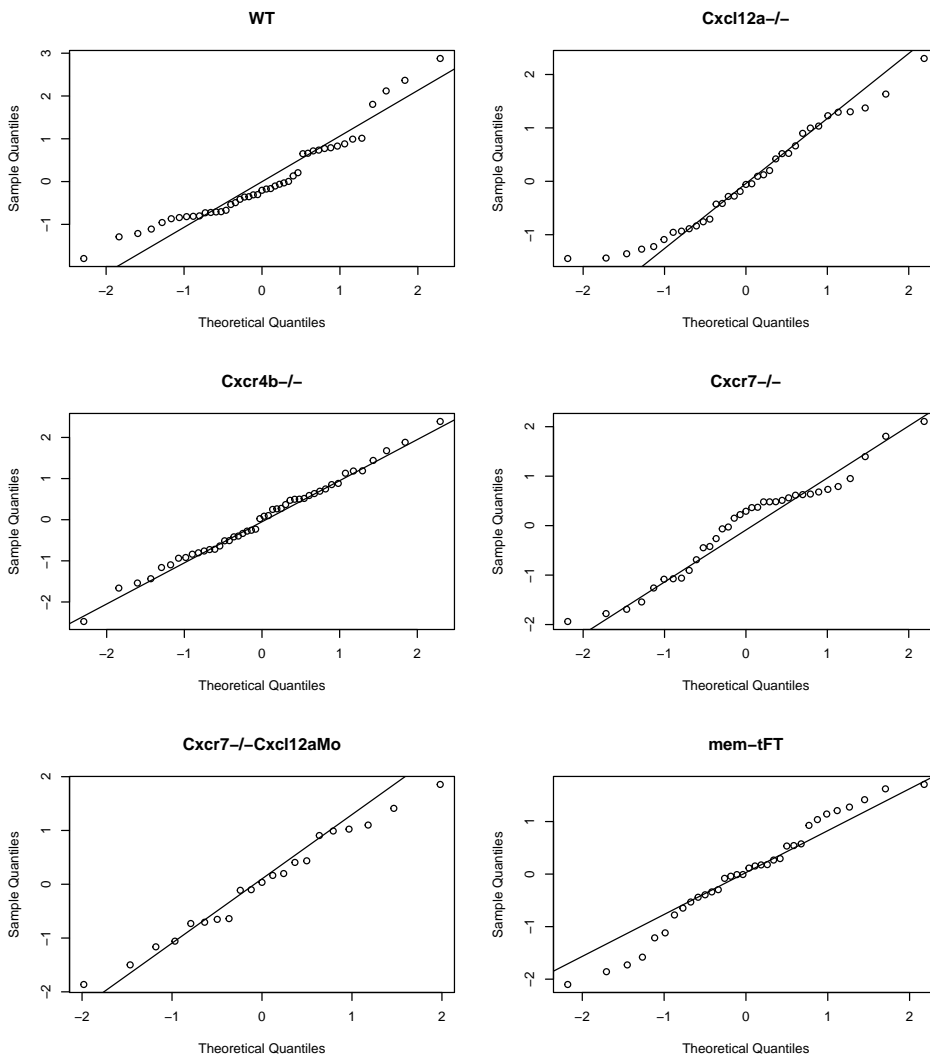 WT
Sample Quantiles
3
2
1
0
−1
−2 −1 0 1 2
Theoretical Quantiles
Cxcl12a−/−
Sample Quantiles
2
1
0
−1
−2 −1 0 1 2
Theoretical Quantiles
Cxcr4b−/−
Sample Quantiles
2
1
0
−1
−2
−2 −1 0 1 2
Theoretical Quantiles
Cxcr7−/−
Sample Quantiles
2
1
0
−1
−2
−2 −1 0 1 2
Theoretical Quantiles
Cxcr7−/−Cxcl12aMo
Sample Quantiles
2
1
0
−1
−2
−2 −1 0 1 2
Theoretical Quantiles
mem−tFT
Sample Quantiles
1
0
−1
−2
−2 −1 0 1 2
Theoretical Quantiles